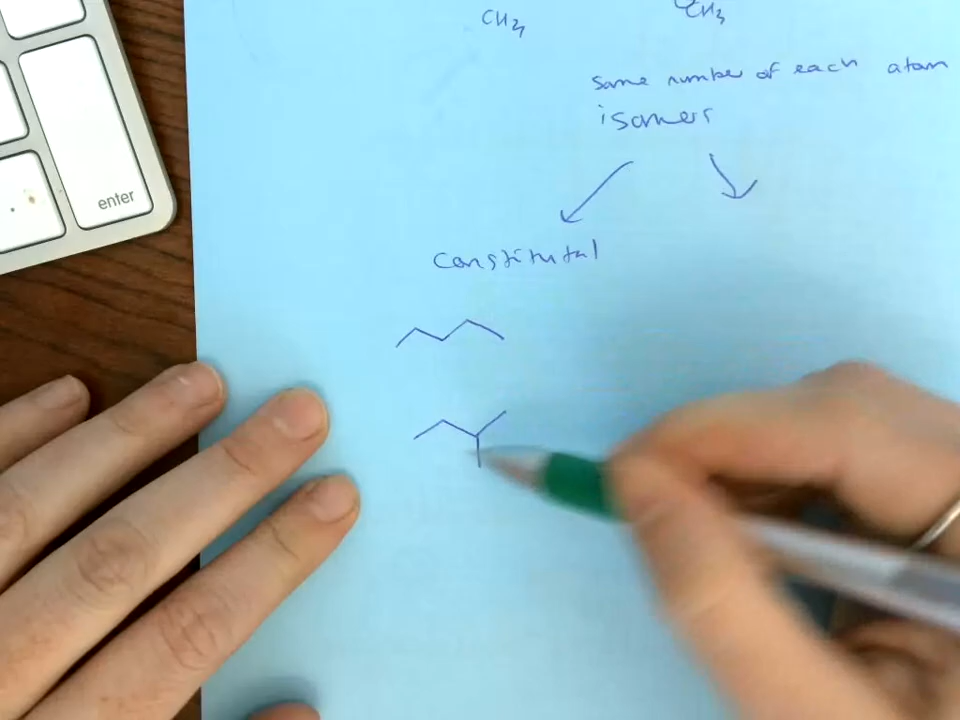 CH3
CH3
Same number of each atom
isomers
Constitutal
enter